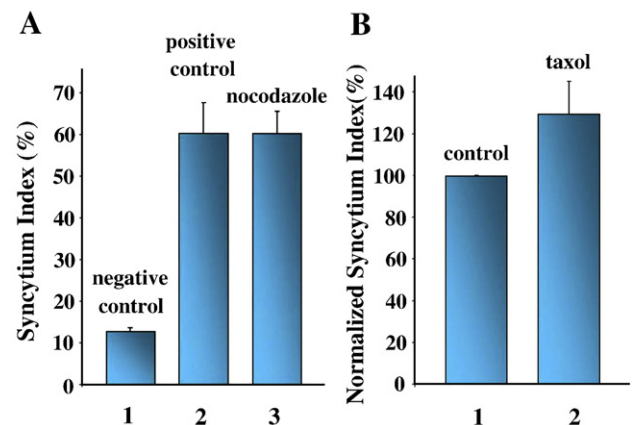 A
B
positive
control
nocodazole
negative
control
Syncytium Index (%)
70
60
50
40
30
20
10
0
1
2
3
taxol
control
Normalized Syncytium Index(%)
140
120
100
80
60
40
20
0
1
2